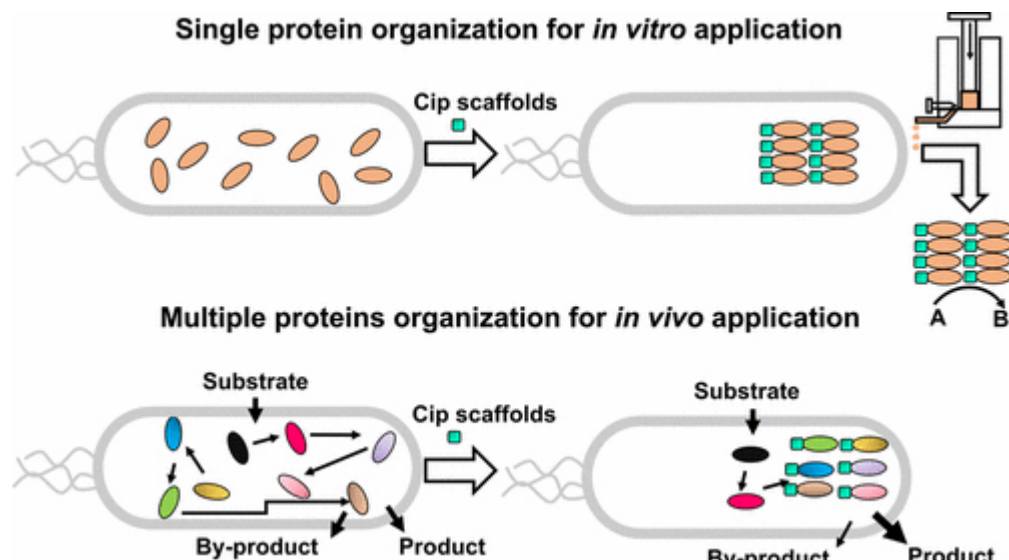 Single protein organization for in vitro application
Cip scaffolds
A B
Multiple proteins organization for in vivo application
Substrate
Cip scaffolds
Substrate
By-product
Product
By-product
Product